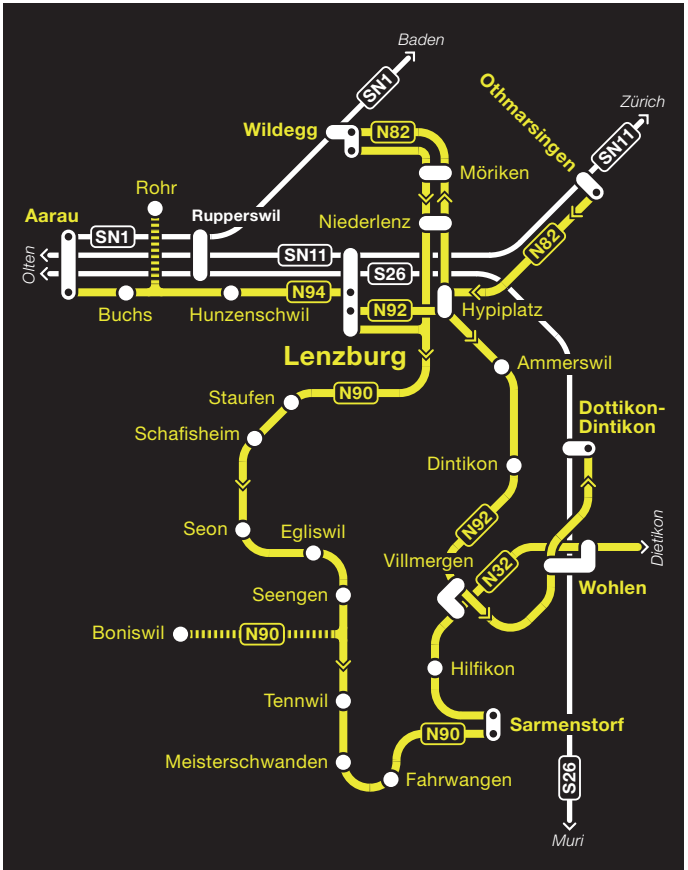 Baden
SN1
Othmarsingen
Zürich
SN11
Wildegg
N82
Möriken
Rohr
Aarau
SN1
Rupperswil
Niederlenz
N82
Olten
SN11
S26
Buchs
Hunzenschwil
N94
N92
Hypiplatz
Lenzburg
Ammerswil
Staufen
N90
Dottikon-
Dintikon
Schafisheim
Dintikon
Seon
Egliswil
N92
Villmergen
N32
Dietikon
Wohlen
Seengen
Boniswil
N90
Hilfikon
Tennwil
Sarmenstorf
N90
Meisterschwanden
Fahrwangen
S26
Muri